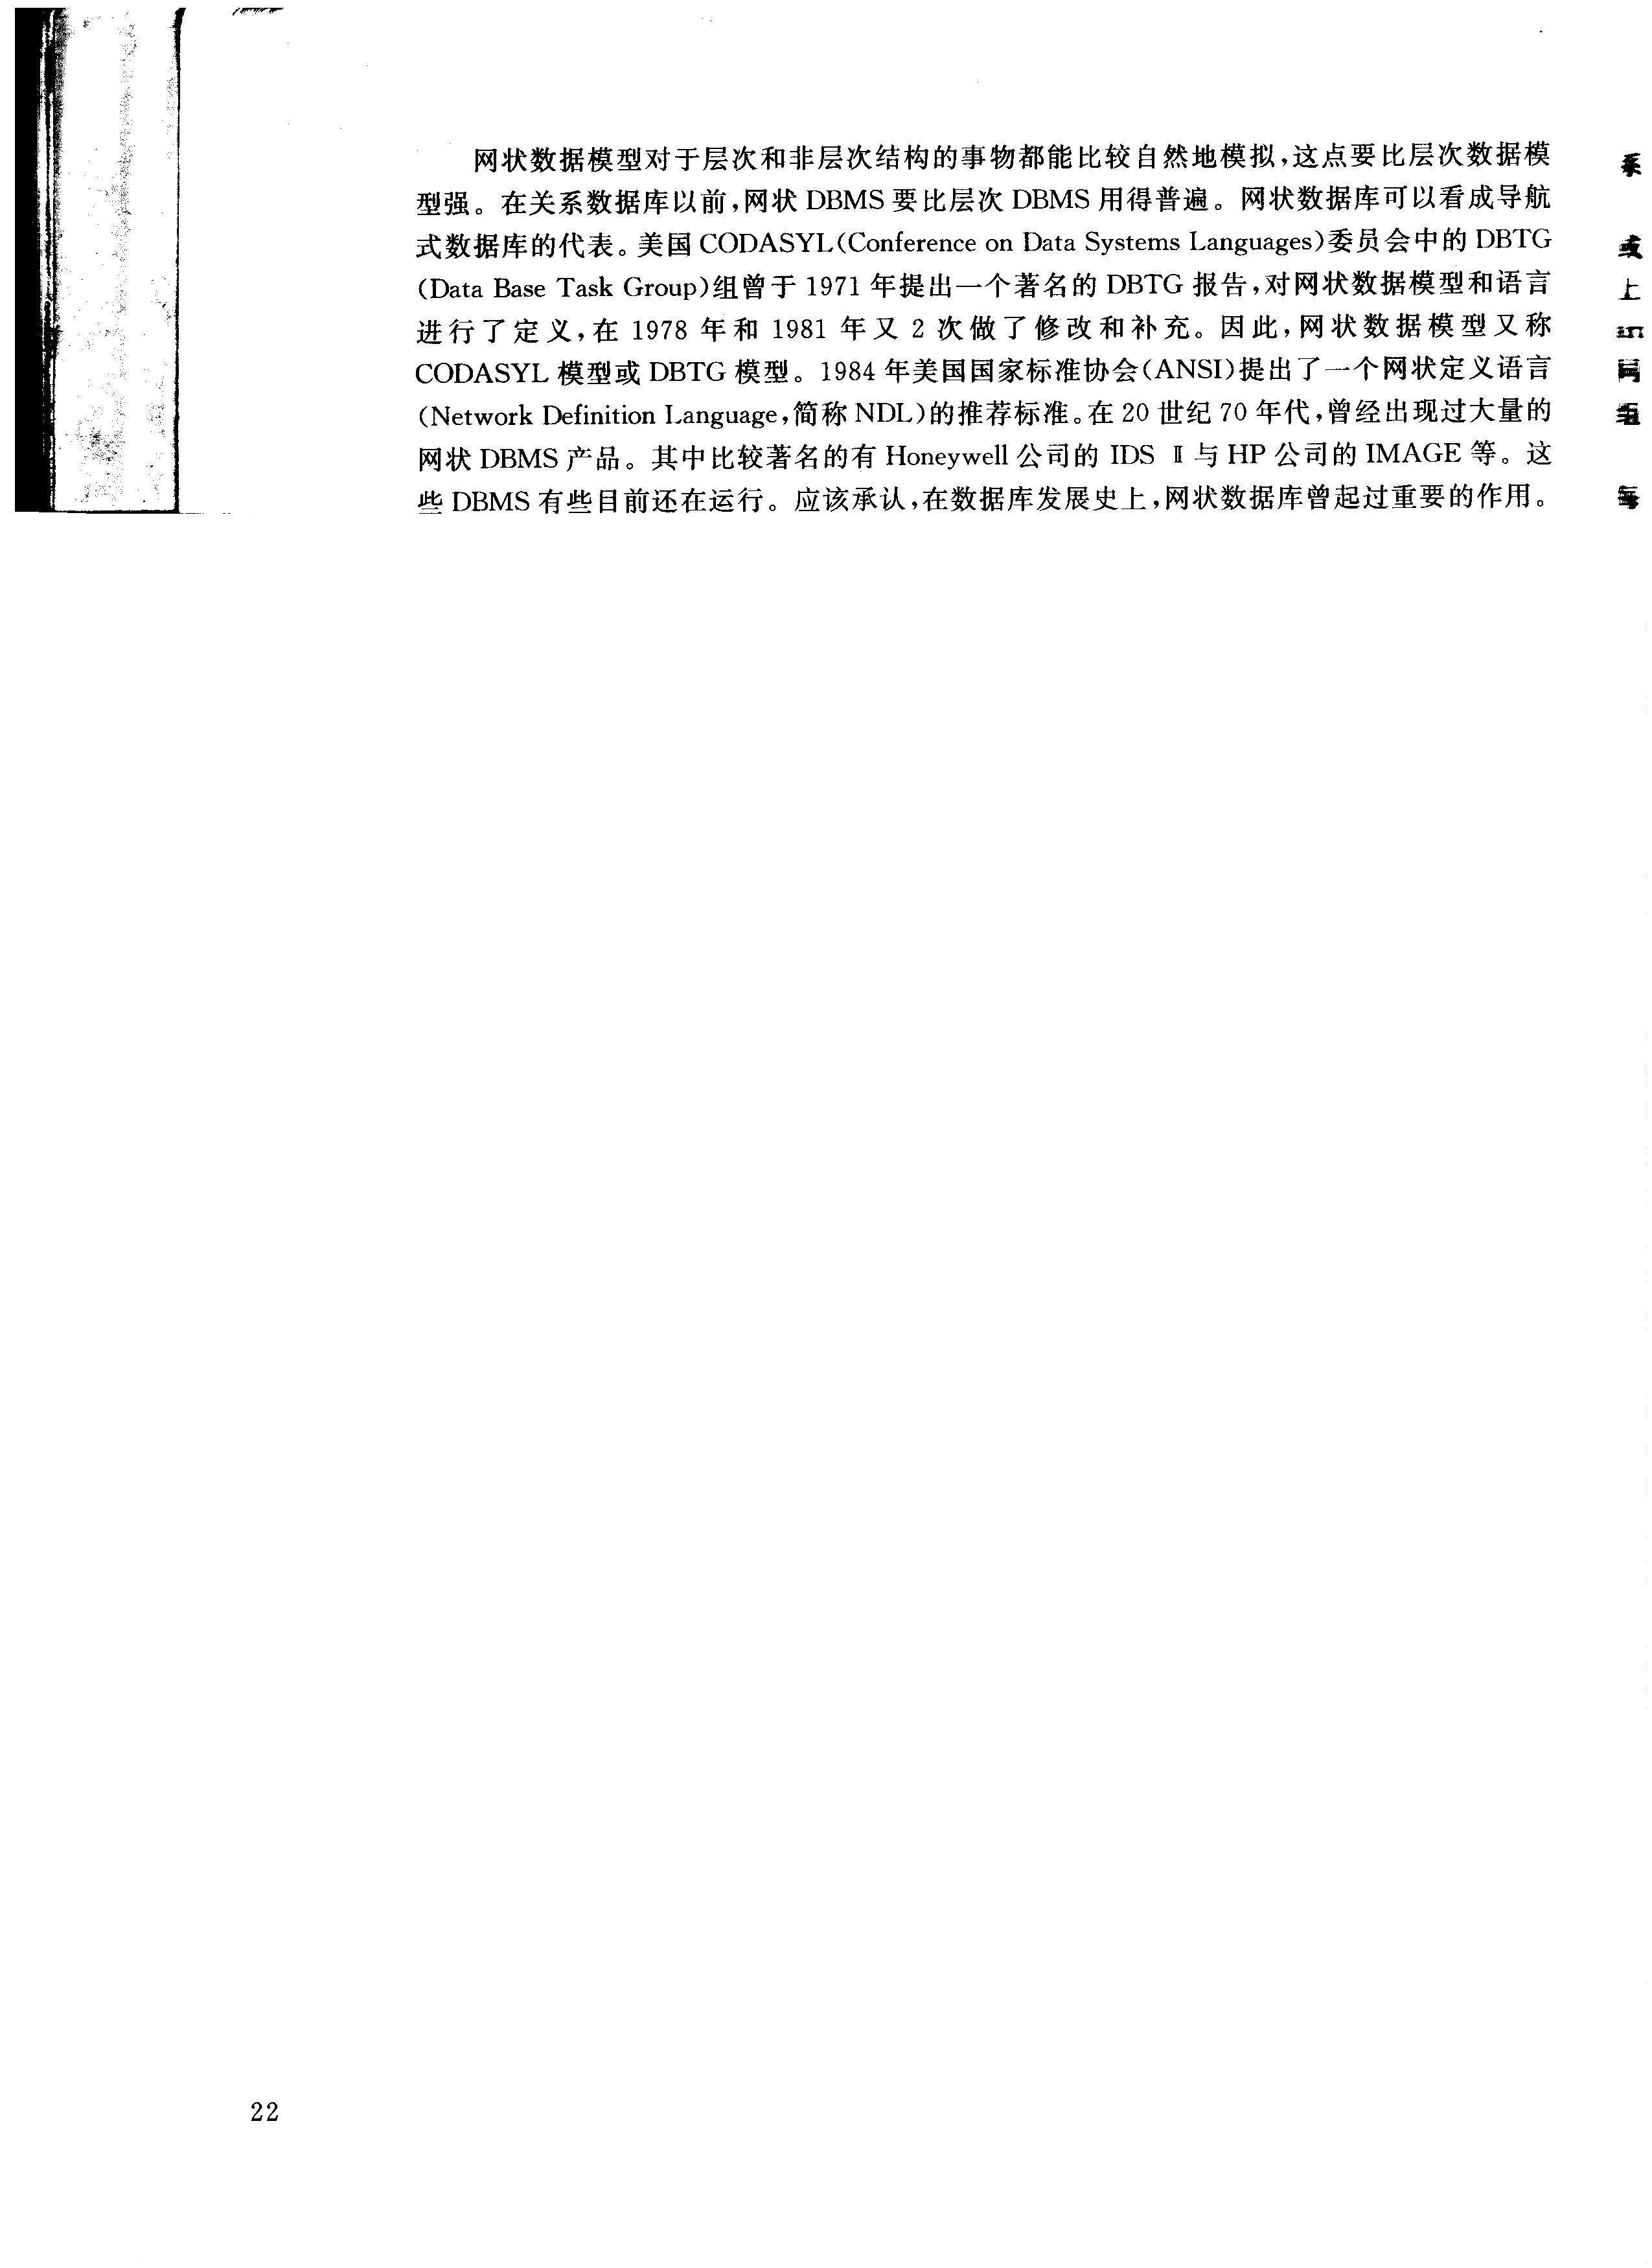 网状数据模型对于层次和非层次结构的事物都能比较自然地模拟,这点要比层次数据模
型强。在关系数据库以前,网状 DBMS 要比层次 DBMS 用得普遍。网状数据库可以看成导航
式数据库的代表。美国 CODASYL(Conference on Data Systems Languages)委员会中的 DBTG
(Data Base Task Group)组曾于 1971 年提出一个著名的 DBTG 报告,对网状数据模型和语言
进行了定义,在 1978 年和 1981 年又 2 次做了修改和补充。因此,网状数据模型又称
CODASYL 模型或 DBTG 模型。1984 年美国国家标准协会(ANSI)提出了一个网状定义语言
(Network Definition Language,简称 NDL)的推荐标准。在 20 世纪 70 年代,曾经出现过大量的
网状 DBMS 产品。其中比较著名的有 Honeywell 公司的 IDS Ⅱ 与 HP 公司的 IMAGE 等。这
些 DBMS 有些目前还在运行。应该承认,在数据库发展史上,网状数据库曾起过重要的作用。
上
22